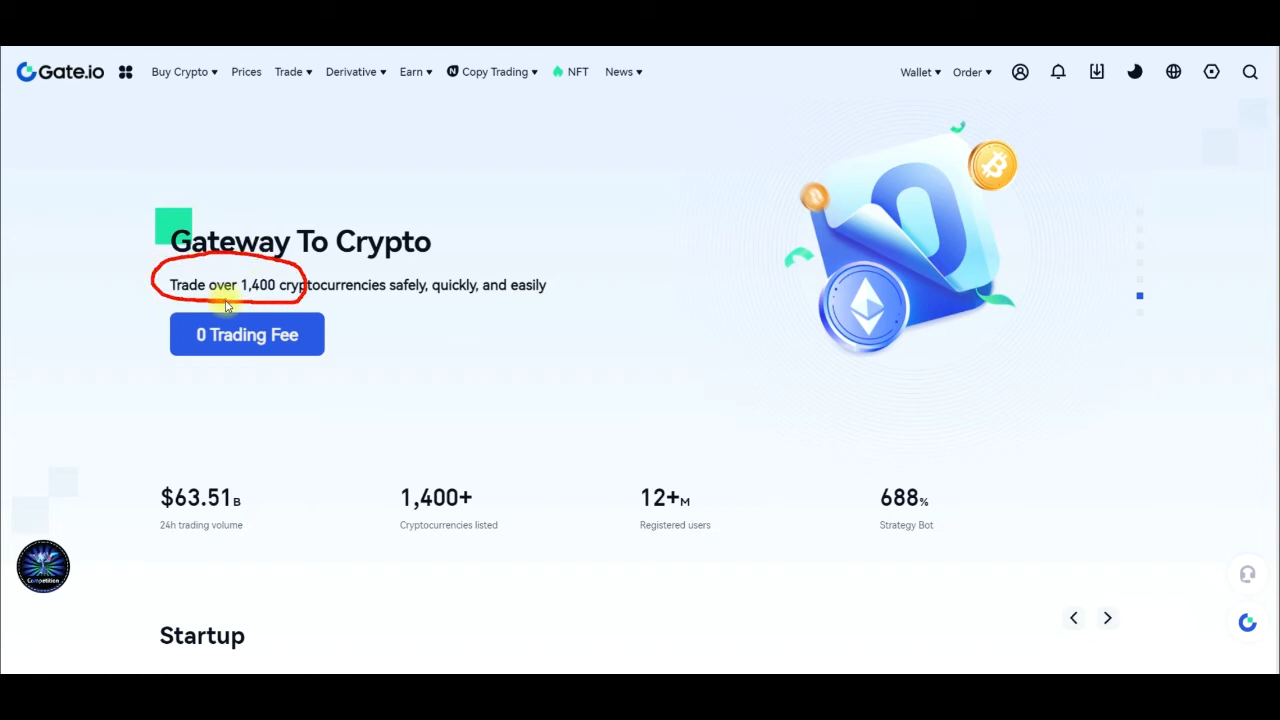 Gate.io Buy Crypto Prices Trade Derivative Earn Copy Trading NFT News Wallet Order
Gateway To Crypto
Trade over 1,400 cryptocurrencies safely, quickly, and easily
0 Trading Fee
$63.51B 1,400+ 12+M 688%
24h trading volume Cryptocurrencies listed Registered users Strategy Bot
Competition
Startup